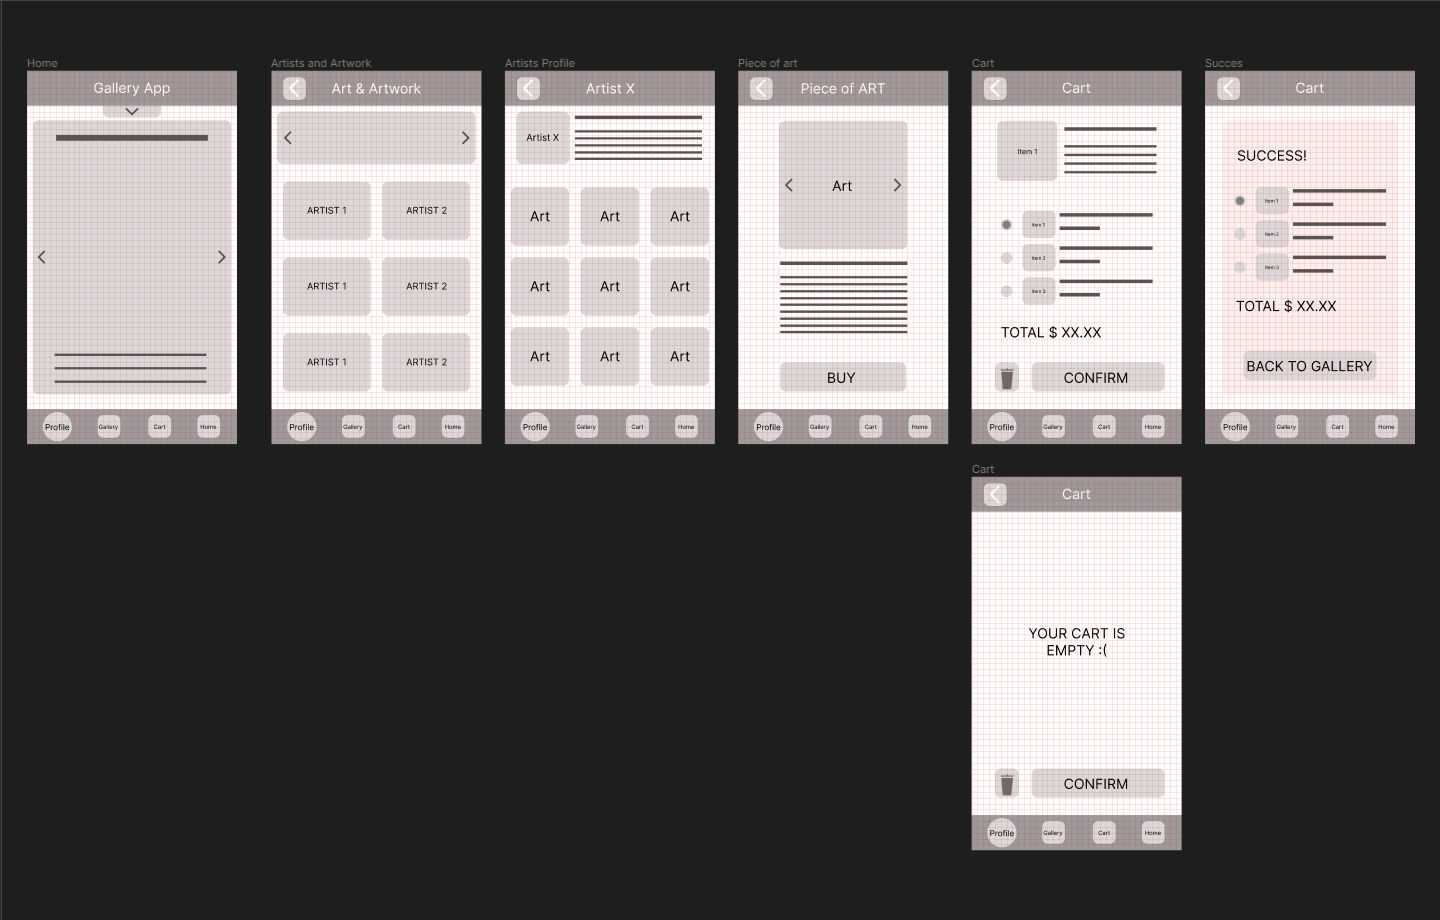 Home
Gallery App
Profile
Gallery
Cart
Home
Artists and Artwork
Art & Artwork
ARTIST 1
ARTIST 2
ARTIST 1
ARTIST 2
ARTIST 1
ARTIST 2
Profile
Gallery
Cart
Home
Artists Profile
Artist X
Artist X
Art
Art
Art
Art
Art
Art
Art
Art
Art
Profile
Gallery
Cart
Home
Piece of art
Piece of ART
Art
BUY
Profile
Gallery
Cart
Home
Cart
Cart
Item 1
Item 1
Item 2
Item 3
TOTAL $ XX.XX
CONFIRM
Profile
Gallery
Cart
Home
Succes
Cart
SUCCESS!
Item 1
Item 2
Item 3
TOTAL $ XX.XX
BACK TO GALLERY
Profile
Gallery
Cart
Home
Cart
Cart
YOUR CART IS
EMPTY :(
CONFIRM
Profile
Gallery
Cart
Home